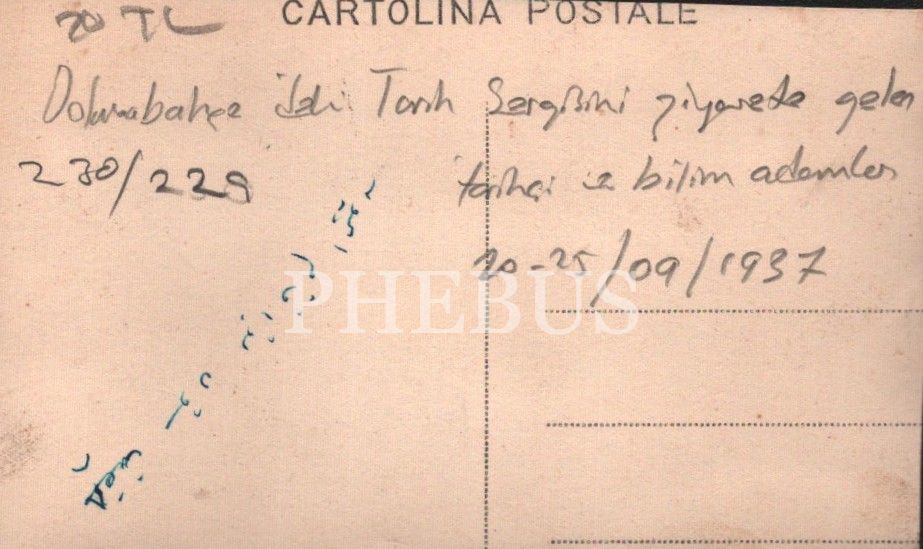 CARTOLINA POSTALE
20 TL
Dolmabahçe deki Tarih Sergisini ziyarete gelen
tarihçi ve bilim adamları
230/229
20-25/09/1937
PHEBUS